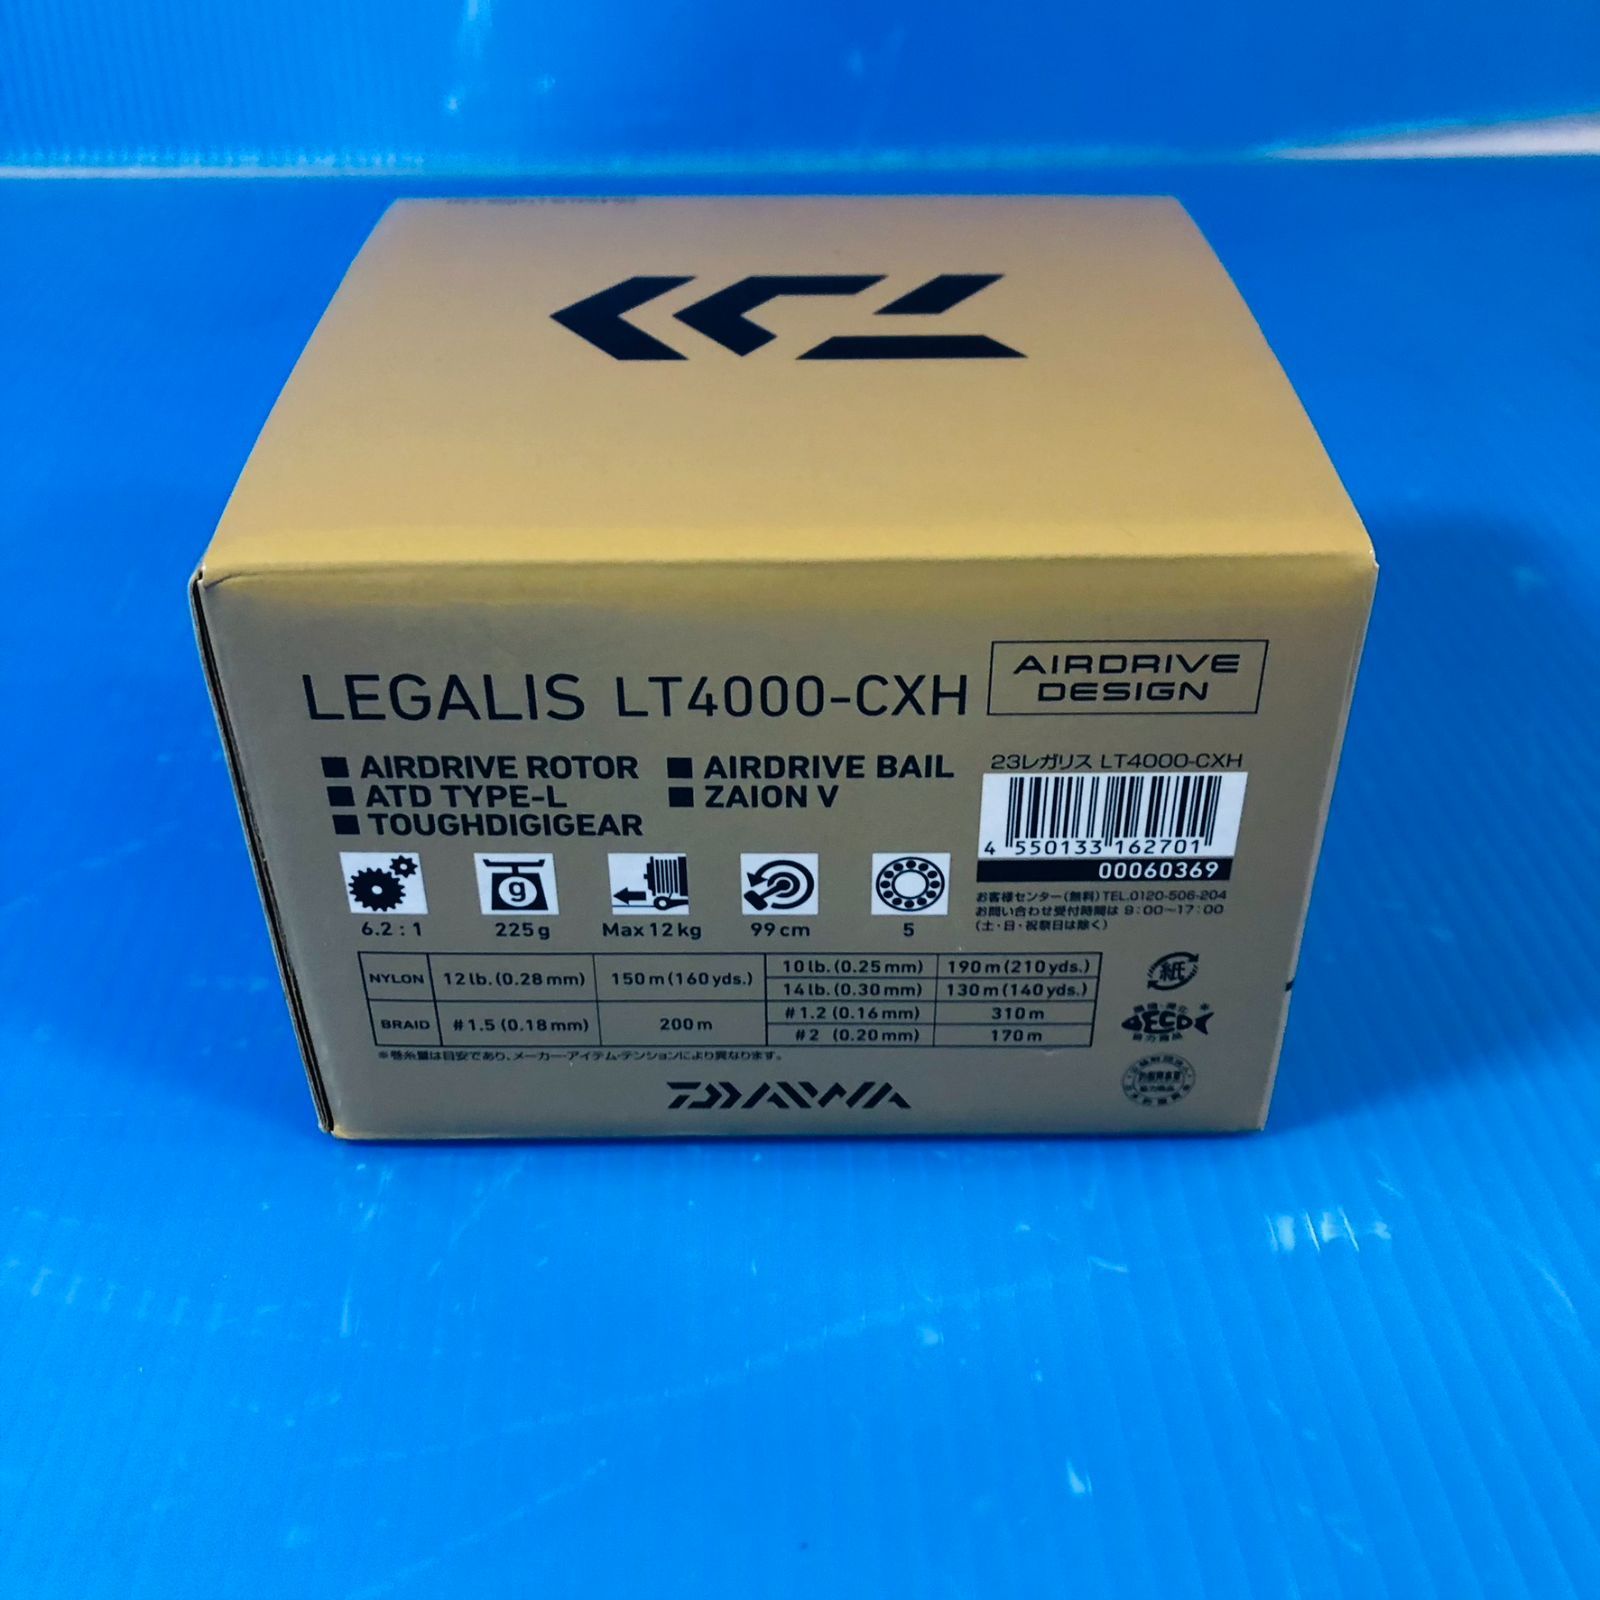 LEGALIS LT4000-CXH
AIRDRIVE
DESIGN
■ AIRDRIVE ROTOR ■ AIRDRIVE BAIL
■ ATD TYPE-L ■ ZAION V
■ TOUGHDIGIGEAR
23レガリス LT4000-CXH
4 550133 162701
00060369
お客様センター(無料)TEL.0120-506-204
お問い合わせ受付時間は 9:00~17:00
(土・日・祝祭日は除く)
g
6.2:1 225g Max 12kg 99cm 5
NYLON 12lb.(0.28mm) 150m(160yds.) 10lb.(0.25mm) 190m(210yds.)
14lb.(0.30mm) 130m(140yds.)
BRAID #1.5(0.18mm) 200m #1.2(0.16mm) 310m
#2 (0.20mm) 170m
※巻糸量は目安であり、メーカー・アイテム・テンションにより異なります。
紙
ECO
DAIWA